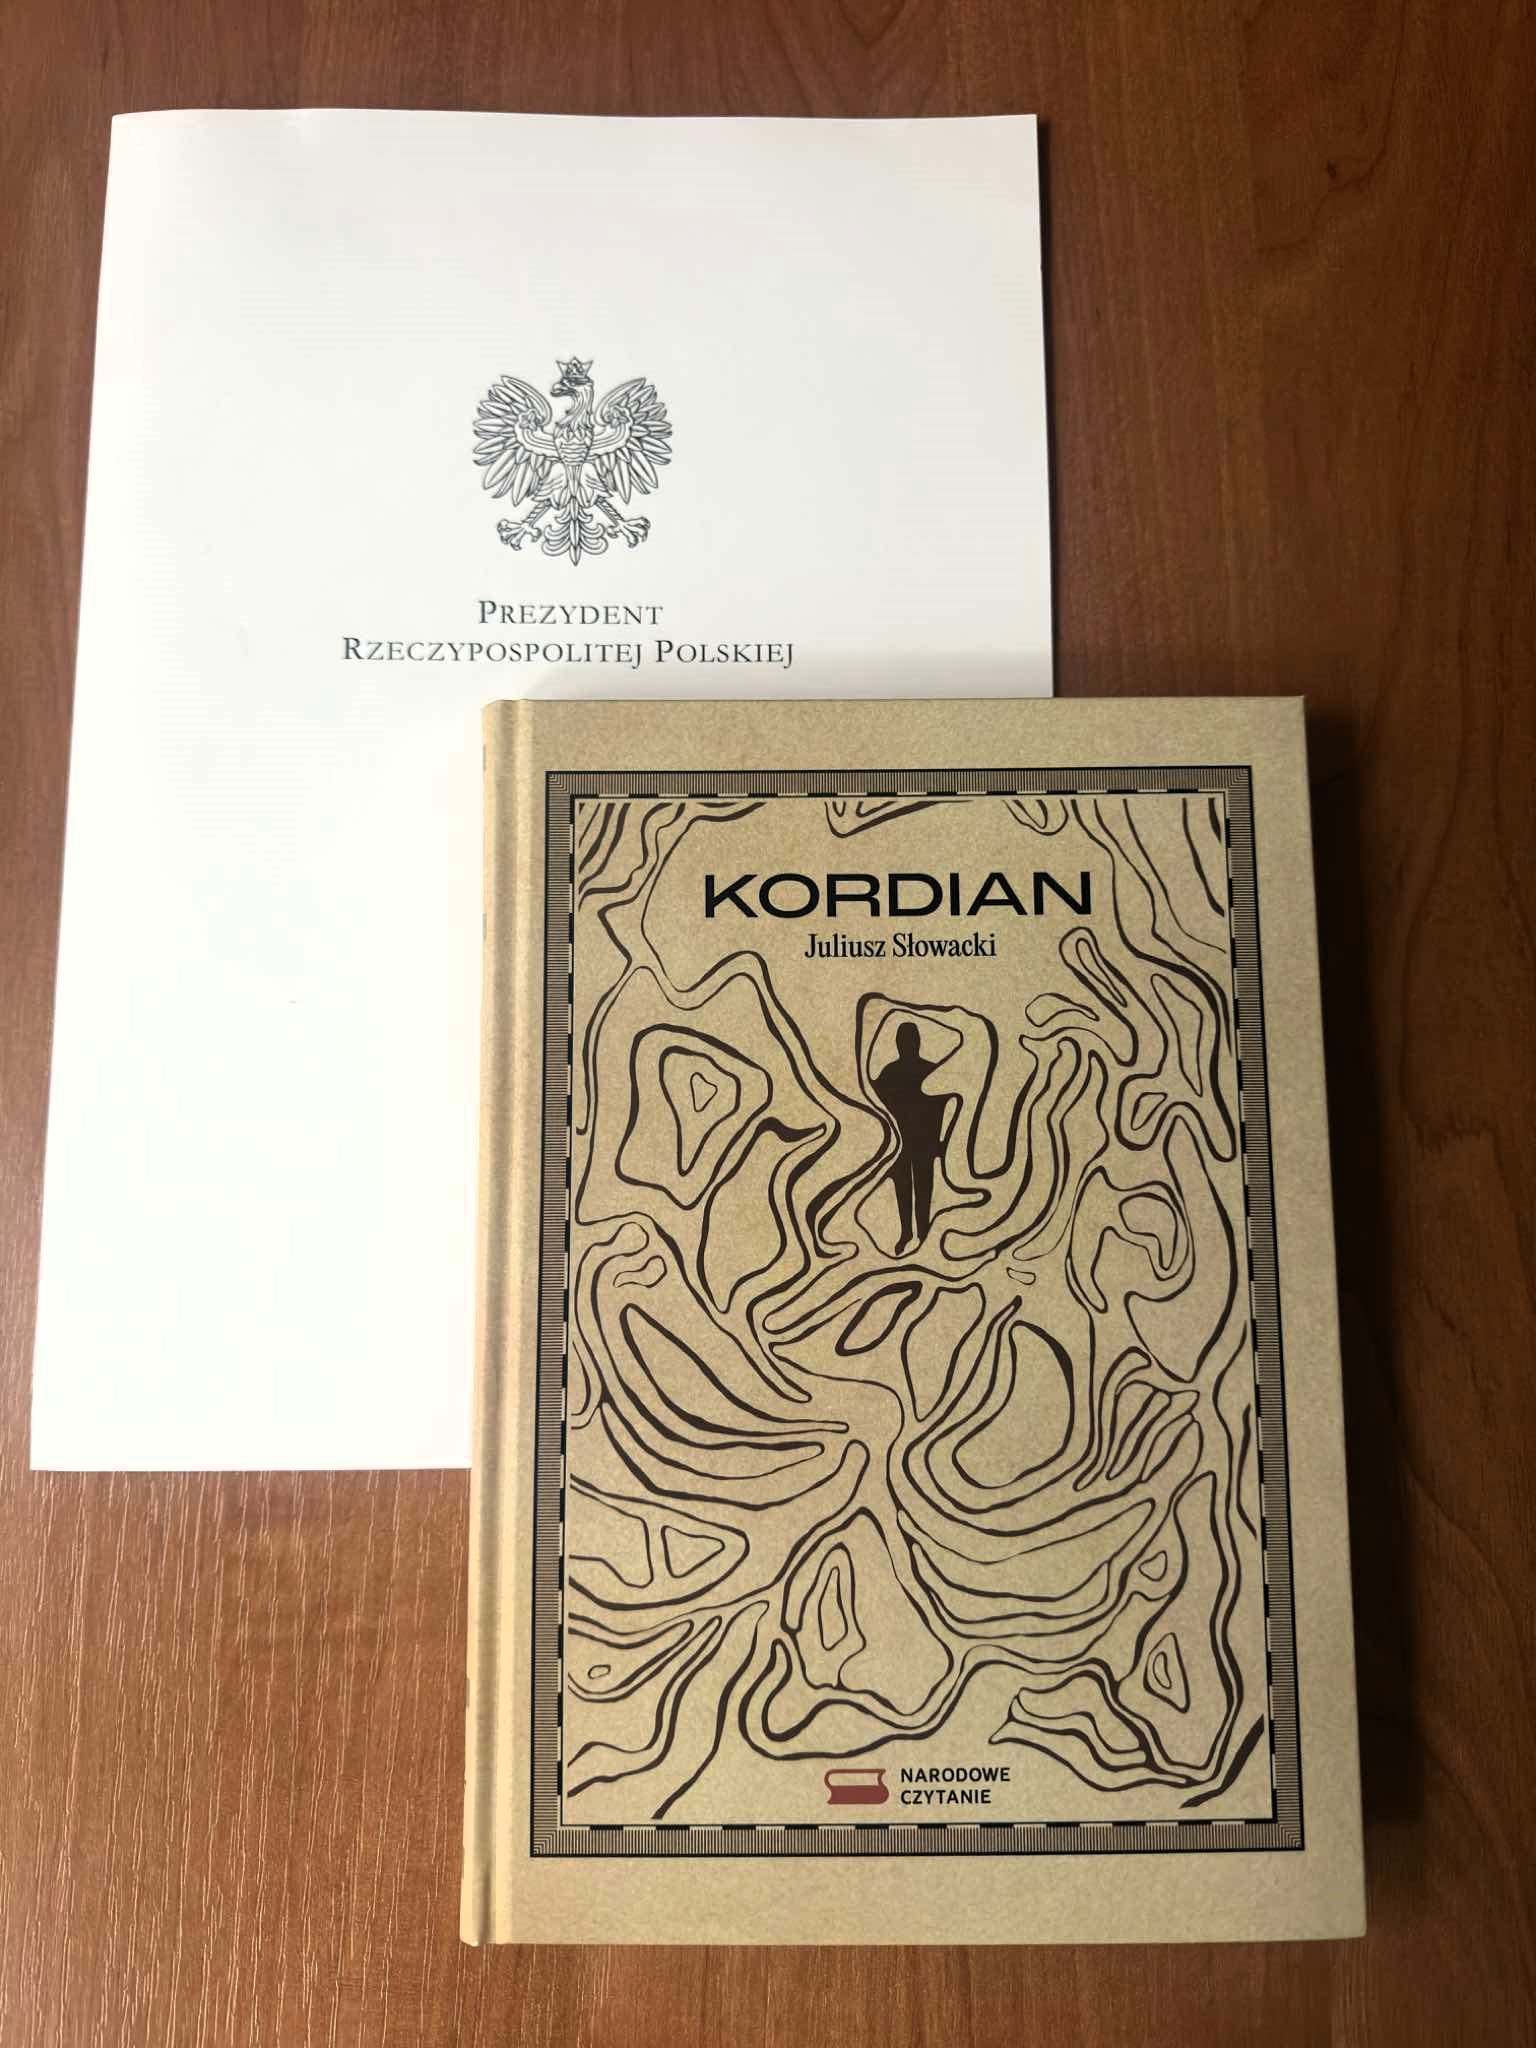 PREZYDENT
RZECZYPOSPOLITEJ POLSKIEJ
KORDIAN
Juliusz Słowacki
NARODOWE
CZYTANIE